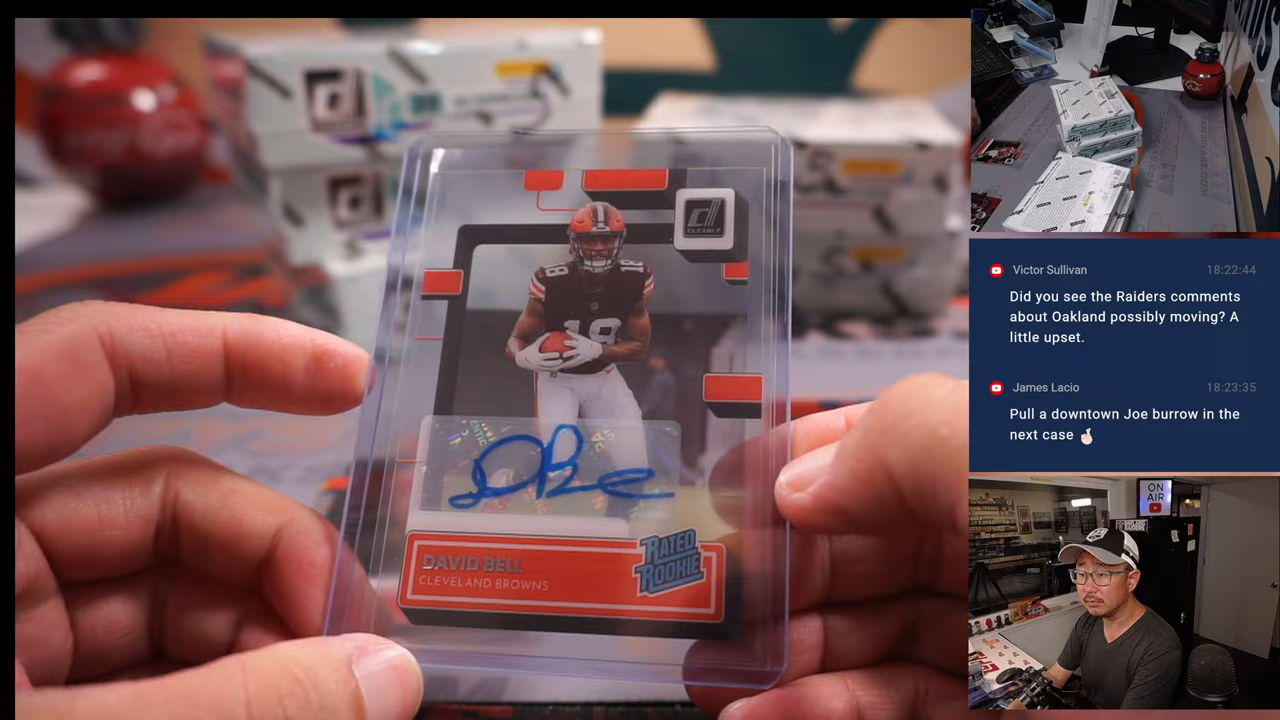 CLEARLY
18
18
18
DAVID BELL
CLEVELAND BROWNS
RATED
ROOKIE
Victor Sullivan 18:22:44
Did you see the Raiders comments
about Oakland possibly moving? A
little upset.
James Lacio 18:23:35
Pull a downtown Joe burrow in the
next case 🤞🏻
ON
AIR